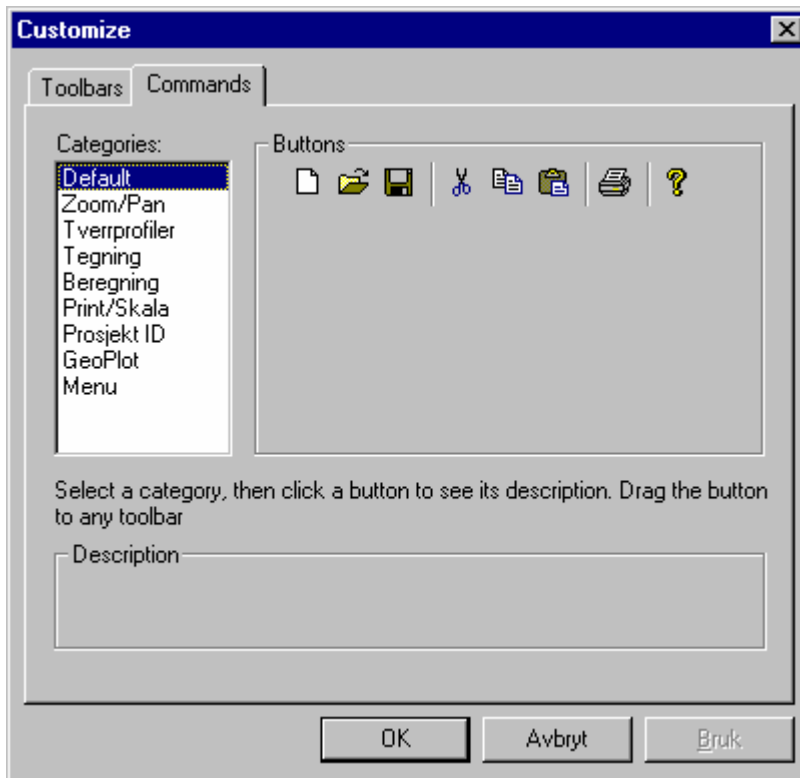 Customize
Toolbars
Commands
Categories:
Default
Zoom/Pan
Tverrprofiler
Tegning
Beregning
Print/Skala
Prosjekt ID
GeoPlot
Menu
Buttons
Select a category, then click a button to see its description. Drag the button
to any toolbar
Description
OK
Avbryt
Bruk